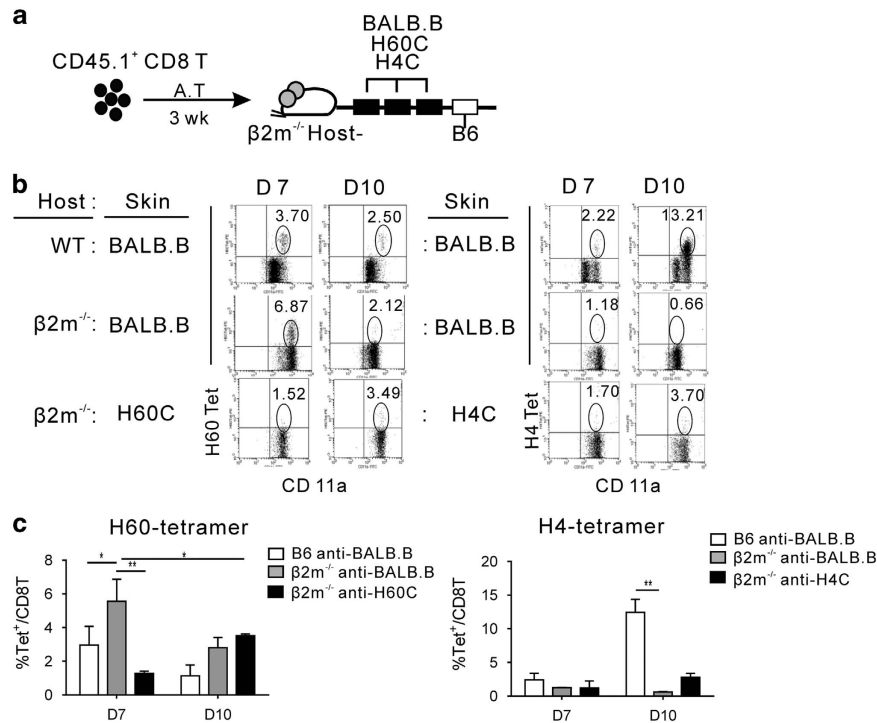 a
BALB.B
H60C
H4C
CD45.1+ CD8 T
A.T
3 wk
β2m-/- Host-
B6
b
Host : Skin D 7 D10 Skin D 7 D10
WT : BALB.B 3.70 2.50 : BALB.B 2.22 13.21
β2m-/-: BALB.B 6.87 2.12 : BALB.B 1.18 0.66
β2m-/-: H60C 1.52 3.49 : H4C 1.70 3.70
H60 Tet
H4 Tet
CD 11a
CD 11a
c
H60-tetramer
%Tet+/CD8T
8
6
4
2
0
* ** *
D7 D10
B6 anti-BALB.B
β2m-/- anti-BALB.B
β2m-/- anti-H60C
H4-tetramer
%Tet+/CD8T
20
15
10
5
0
**
D7 D10
B6 anti-BALB.B
β2m-/- anti-BALB.B
β2m-/- anti-H4C